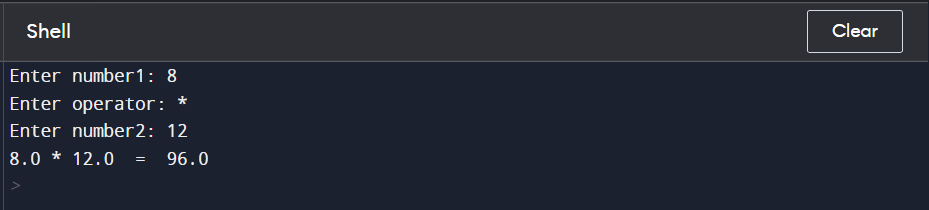 Shell
Clear
Enter number1: 8
Enter operator: *
Enter number2: 12
8.0 * 12.0  =  96.0
>